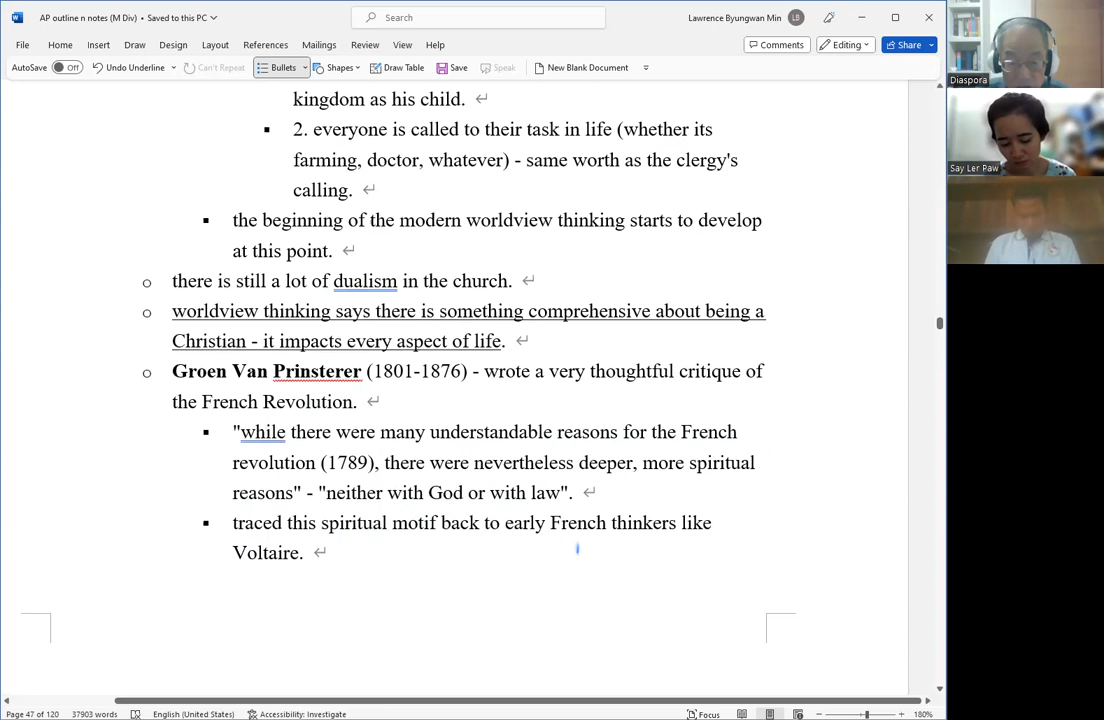 AP outline n notes (M Div) • Saved to this PC
Search
Lawrence Byungwan Min
LB
File Home Insert Draw Design Layout References Mailings Review View Help
Comments
Editing
Share
AutoSave Off
Undo Underline
Can't Repeat
Bullets
Shapes
Draw Table
Save
Speak
New Blank Document
Diaspora
Say Ler Paw
kingdom as his child.
▪ 2. everyone is called to their task in life (whether its
farming, doctor, whatever) - same worth as the clergy's
calling.
▪ the beginning of the modern worldview thinking starts to develop
at this point.
o there is still a lot of dualism in the church.
o worldview thinking says there is something comprehensive about being a
Christian - it impacts every aspect of life.
o Groen Van Prinsterer (1801-1876) - wrote a very thoughtful critique of
the French Revolution.
▪ "while there were many understandable reasons for the French
revolution (1789), there were nevertheless deeper, more spiritual
reasons" - "neither with God or with law".
▪ traced this spiritual motif back to early French thinkers like
Voltaire.
Page 47 of 120
37903 words
English (United States)
Accessibility: Investigate
Focus
180%